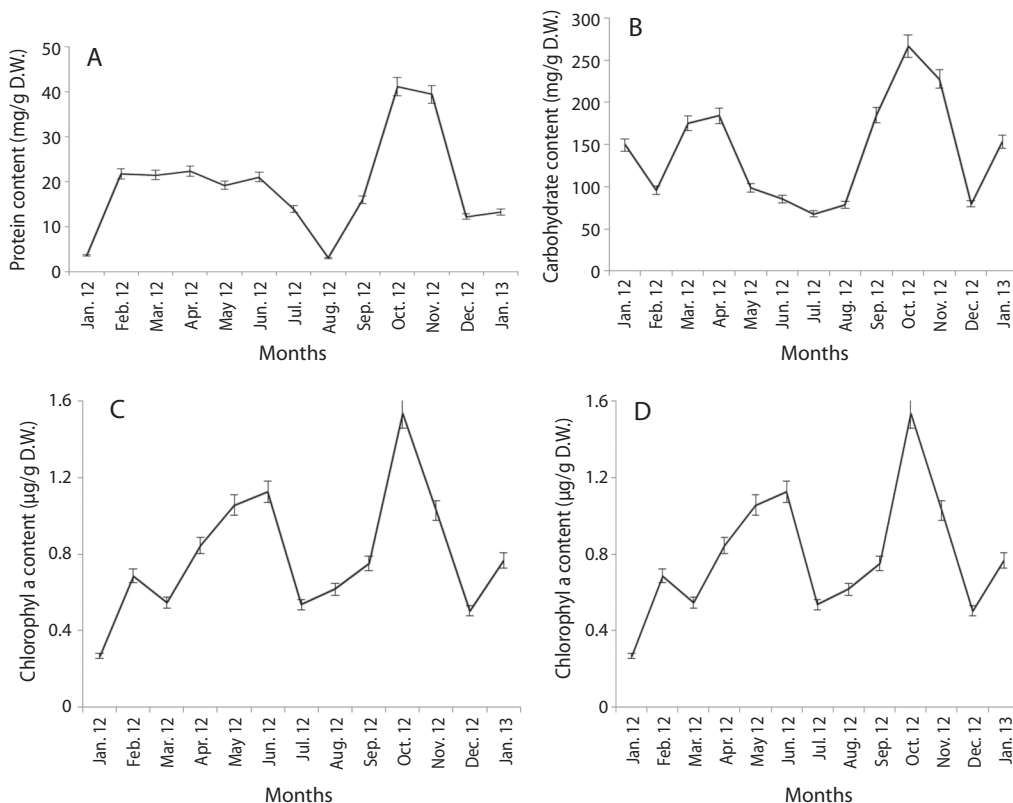 A
Protein content (mg/g D.W.)
50
40
30
20
10
0
Jan. 12
Feb. 12
Mar. 12
Apr. 12
May 12
Jun. 12
Jul. 12
Aug. 12
Sep. 12
Oct. 12
Nov. 12
Dec. 12
Jan. 13
Months
B
Carbohydrate content (mg/g D.W.)
300
250
200
150
100
50
0
Jan. 12
Feb. 12
Mar. 12
Apr. 12
May 12
Jun. 12
Jul. 12
Aug. 12
Sep. 12
Oct. 12
Nov. 12
Dec. 12
Jan. 13
Months
C
Chlorophyl a content (µg/g D.W.)
1.6
1.2
0.8
0.4
0
Jan. 12
Feb. 12
Mar. 12
Apr. 12
May 12
Jun. 12
Jul. 12
Aug. 12
Sep. 12
Oct. 12
Nov. 12
Dec. 12
Jan. 13
Months
D
Chlorophyl a content (µg/g D.W.)
1.6
1.2
0.8
0.4
0
Jan. 12
Feb. 12
Mar. 12
Apr. 12
May 12
Jun. 12
Jul. 12
Aug. 12
Sep. 12
Oct. 12
Nov. 12
Dec. 12
Jan. 13
Months